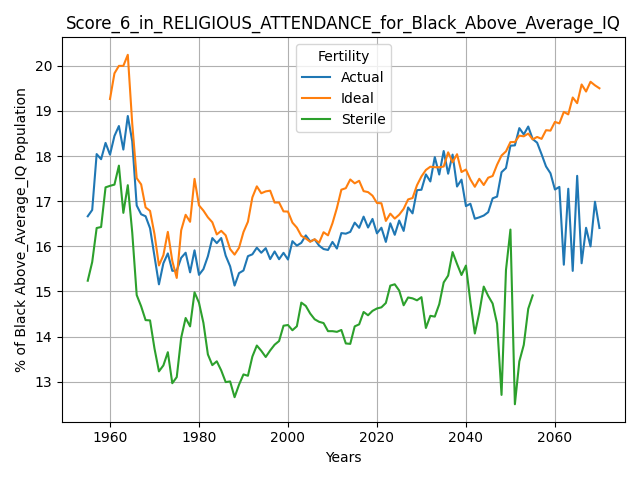 Score_6_in_RELIGIOUS_ATTENDANCE_for_Black_Above_Average_IQ
% of Black Above_Average_IQ Population
Fertility
Actual
Ideal
Sterile
20
19
18
17
16
15
14
13
1960 1980 2000 2020 2040 2060
Years